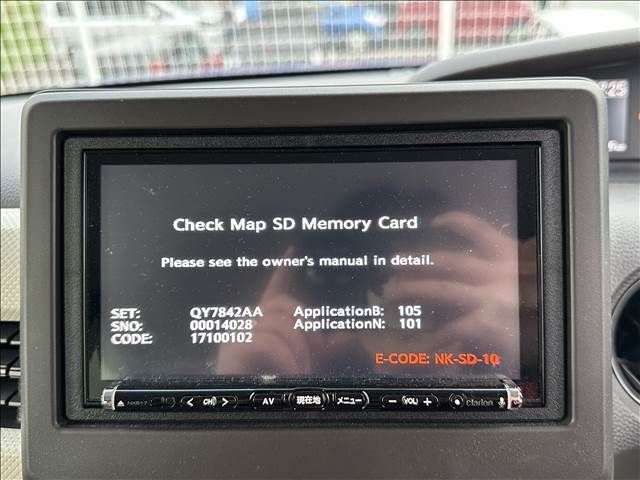 Check Map SD Memory Card
Please see the owner's manual in detail.
SET: QY7842AA ApplicationB: 105
SNO: 00014028 ApplicationN: 101
CODE: 17100102
E-CODE: NK-SD-10
< CH > AV 現在地 メニュー − VOL + clarion